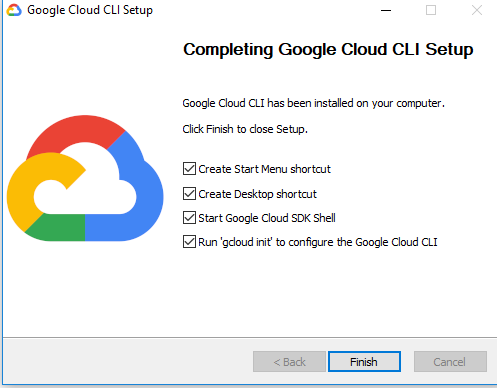 Google Cloud CLI Setup
Completing Google Cloud CLI Setup
Google Cloud CLI has been installed on your computer.
Click Finish to close Setup.
Create Start Menu shortcut
Create Desktop shortcut
Start Google Cloud SDK Shell
Run 'gcloud init' to configure the Google Cloud CLI
< Back
Finish
Cancel